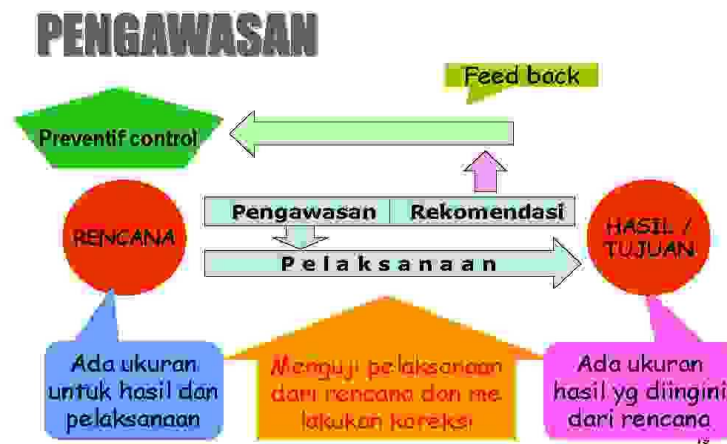 PENGAWASAN
Feed back
Preventif control
Pengawasan
Rekomendasi
RENCANA
HASIL /
TUJUAN
Pelaksanaan
Ada ukuran
untuk hasil dan
pelaksanaan
Menguji pelaksanaan
dari rencana dan me
lakukan koreksi
Ada ukuran
hasil yg diingini
dari rencana